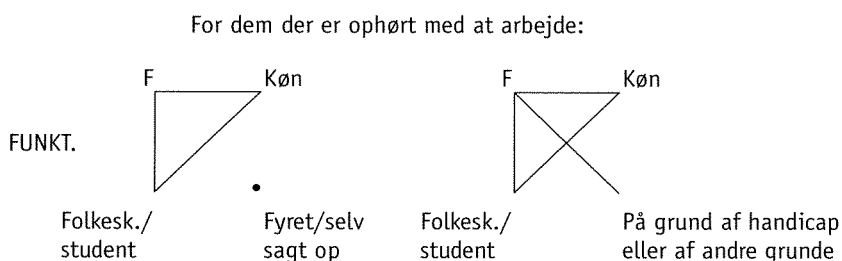 For dem der er ophørt med at arbejde:
F Køn F Køn
FUNKT.
Folkesk./ Fyret/selv Folkesk./ På grund af handicap
student sagt op student eller af andre grunde